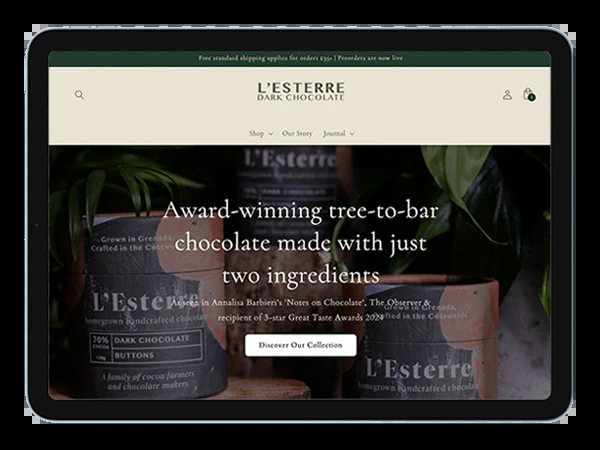 Free standard shipping applies for orders £35+ | Preorders are now live
L'ESTERRE
DARK CHOCOLATE
Shop
Our Story
Journal
L'Esterre
Award-winning tree-to-bar
chocolate made with just
two ingredients
As seen in Annalisa Barbieri's 'Notes on Chocolate', The Observer &
recipient of 3-star Great Taste Awards 2024
Discover Our Collection
Grown in Grenada,
Crafted in the Cotswolds
L'Esterre
homegrown handcrafted chocolate
70%
COCOA
DARK CHOCOLATE
BUTTONS
A family of cocoa farmers
and chocolate makers
Grown in Grenada,
Crafted in the Cotswolds
L'Esterre
homegrown handcrafted chocolate